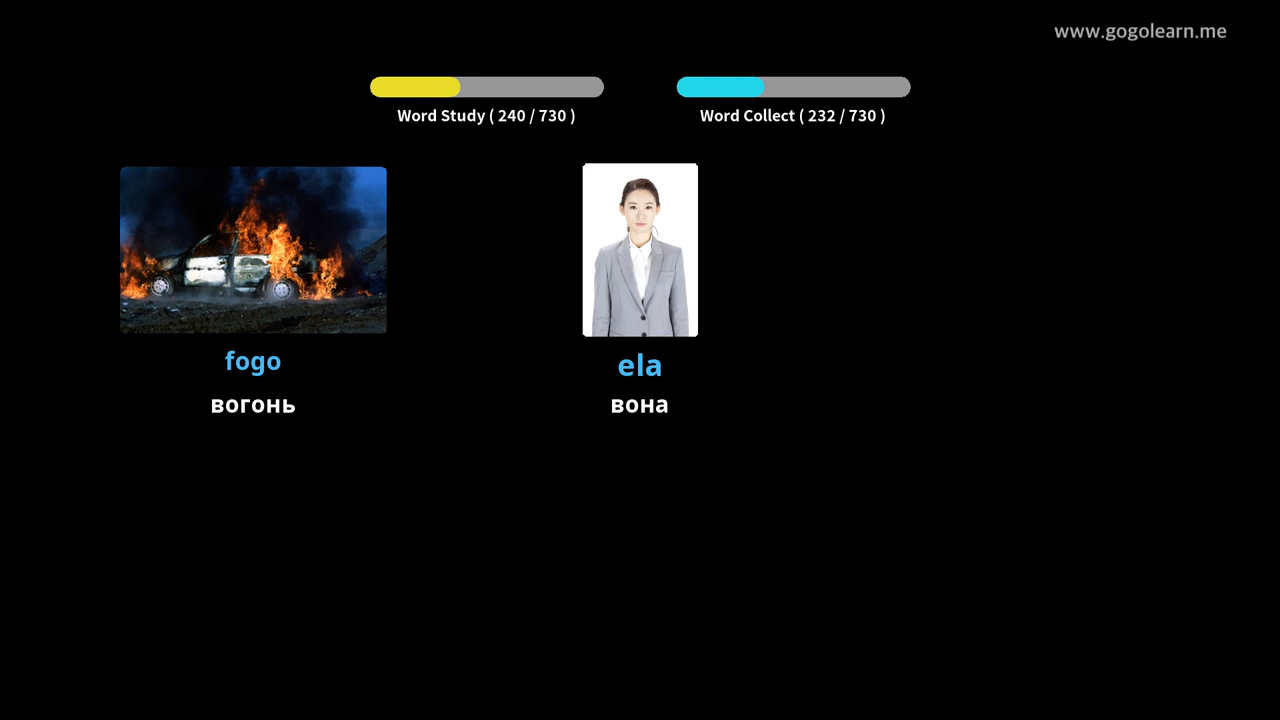 www.gogolearn.me
Word Study ( 240 / 730 )
Word Collect ( 232 / 730 )
fogo
вогонь
ela
вона